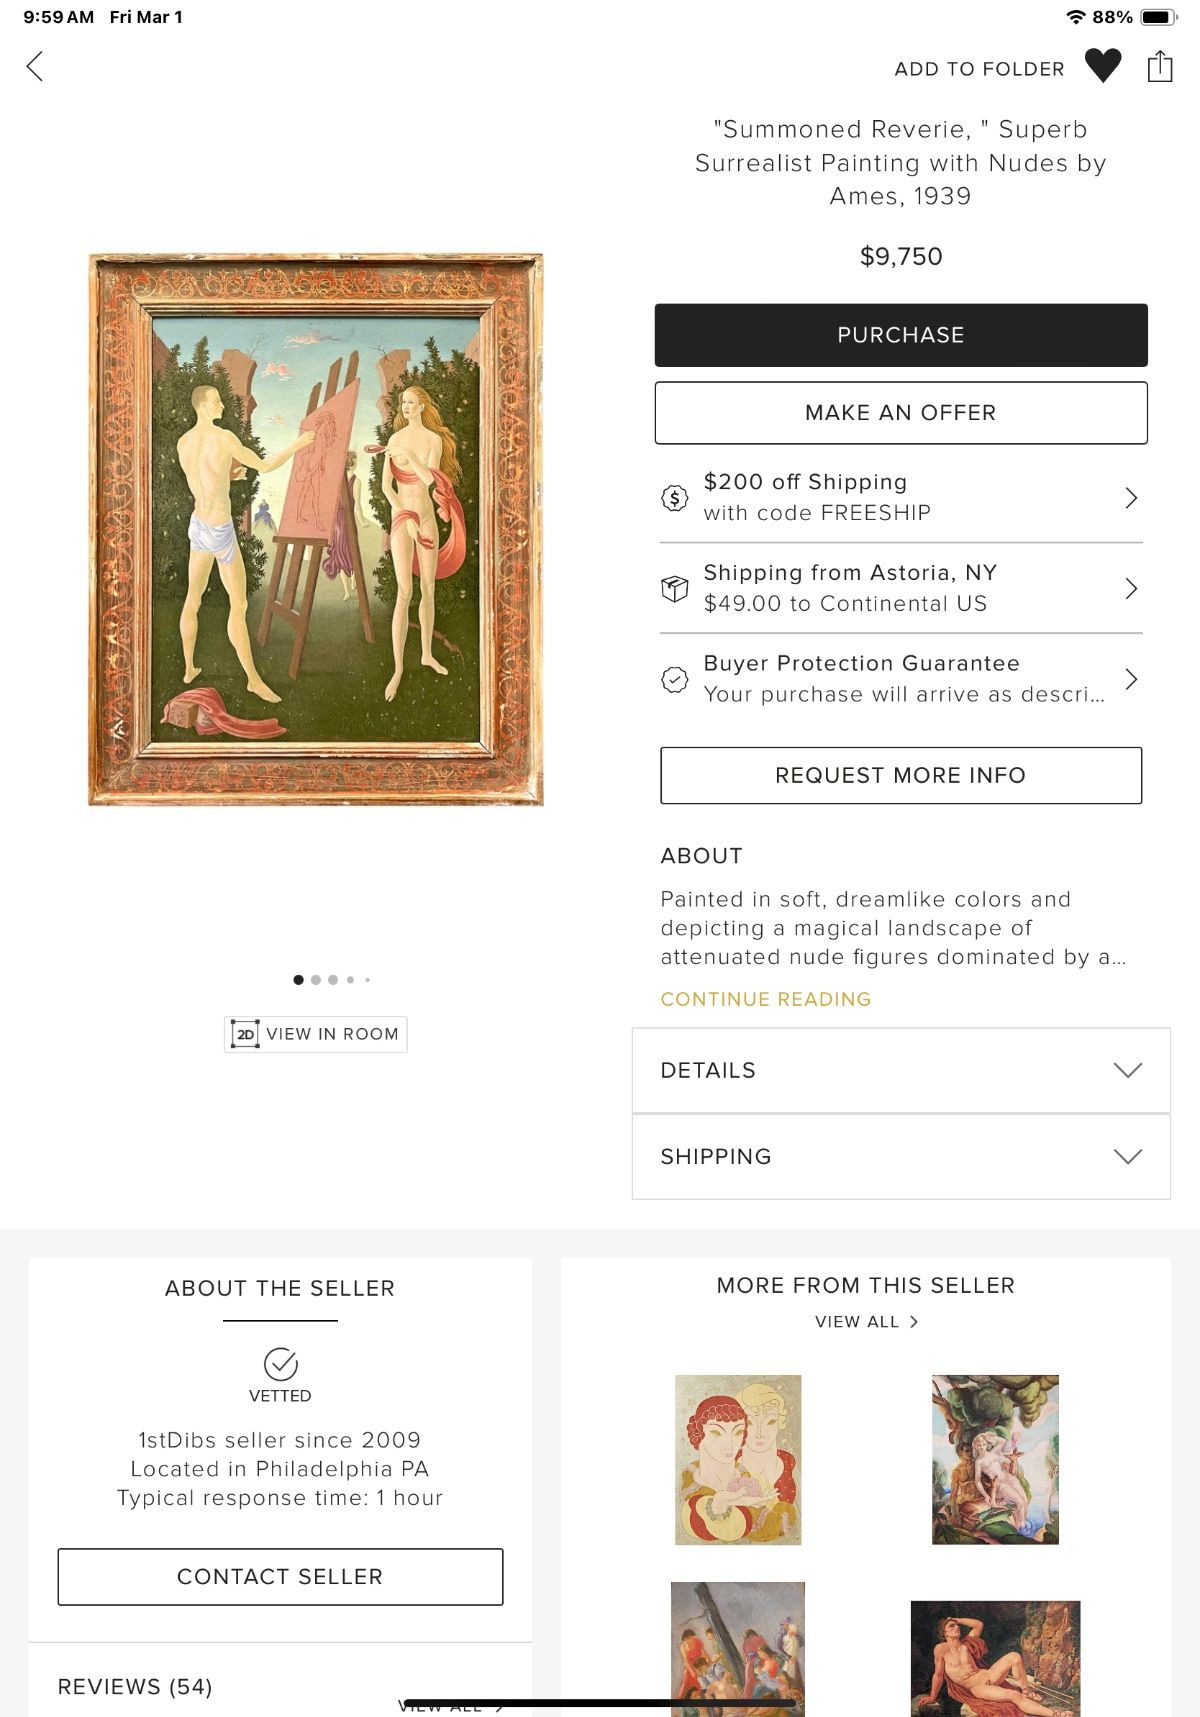 9:59 AM Fri Mar 1
88%
ADD TO FOLDER
"Summoned Reverie, " Superb
Surrealist Painting with Nudes by
Ames, 1939
$9,750
PURCHASE
MAKE AN OFFER
$200 off Shipping
with code FREESHIP
Shipping from Astoria, NY
$49.00 to Continental US
Buyer Protection Guarantee
Your purchase will arrive as descri...
REQUEST MORE INFO
ABOUT
Painted in soft, dreamlike colors and
depicting a magical landscape of
attenuated nude figures dominated by a...
CONTINUE READING
2D VIEW IN ROOM
DETAILS
SHIPPING
ABOUT THE SELLER
VETTED
1stDibs seller since 2009
Located in Philadelphia PA
Typical response time: 1 hour
CONTACT SELLER
REVIEWS (54)
VIEW ALL
MORE FROM THIS SELLER
VIEW ALL